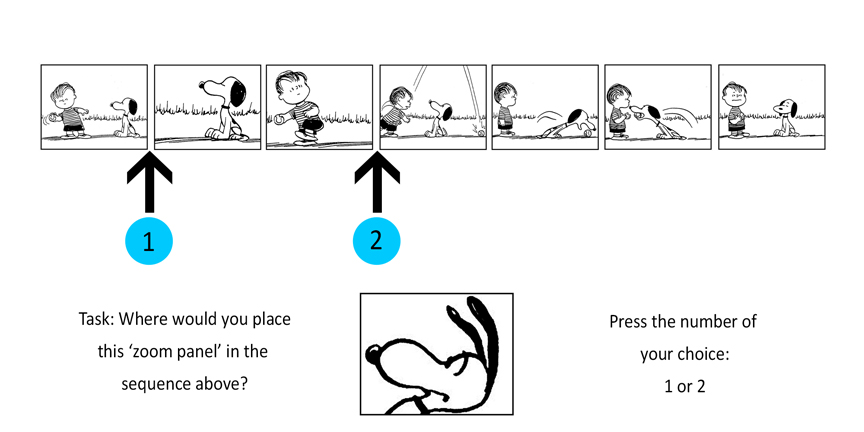 1
2
Task: Where would you place
this ‘zoom panel’ in the
sequence above?
Press the number of
your choice:
1 or 2